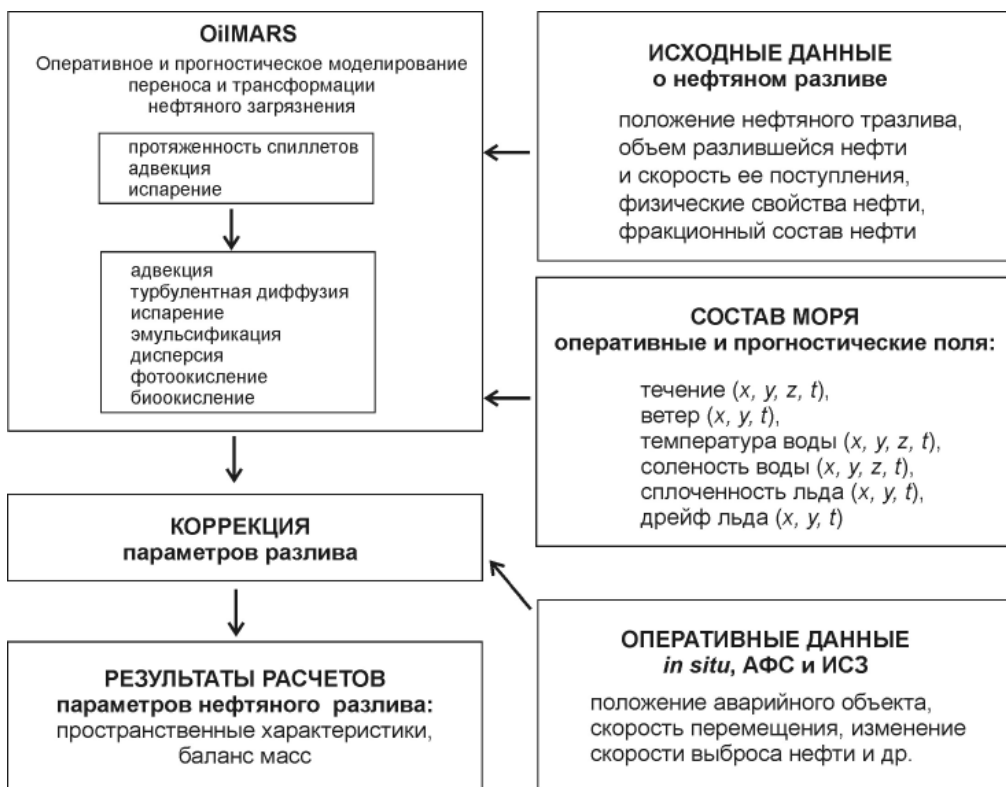 OilMARS
Оперативное и прогностическое моделирование
переноса и трансформации
нефтяного загрязнения
протяженность спиллетов
адвекция
испарение
адвекция
турбулентная диффузия
испарение
эмульсификация
дисперсия
фотоокисление
биоокисление
КОРРЕКЦИЯ
параметров разлива
РЕЗУЛЬТАТЫ РАСЧЕТОВ
параметров нефтяного разлива:
пространственные характеристики,
баланс масс
ИСХОДНЫЕ ДАННЫЕ
о нефтяном разливе
положение нефтяного тразлива,
объем разлившейся нефти
и скорость ее поступления,
физические свойства нефти,
фракционный состав нефти
СОСТАВ МОРЯ
оперативные и прогностические поля:
течение (x, y, z, t),
ветер (x, y, t),
температура воды (x, y, z, t),
соленость воды (x, y, z, t),
сплоченность льда (x, y, t),
дрейф льда (x, y, t)
ОПЕРАТИВНЫЕ ДАННЫЕ
in situ, АФС и ИСЗ
положение аварийного объекта,
скорость перемещения, изменение
скорости выброса нефти и др.